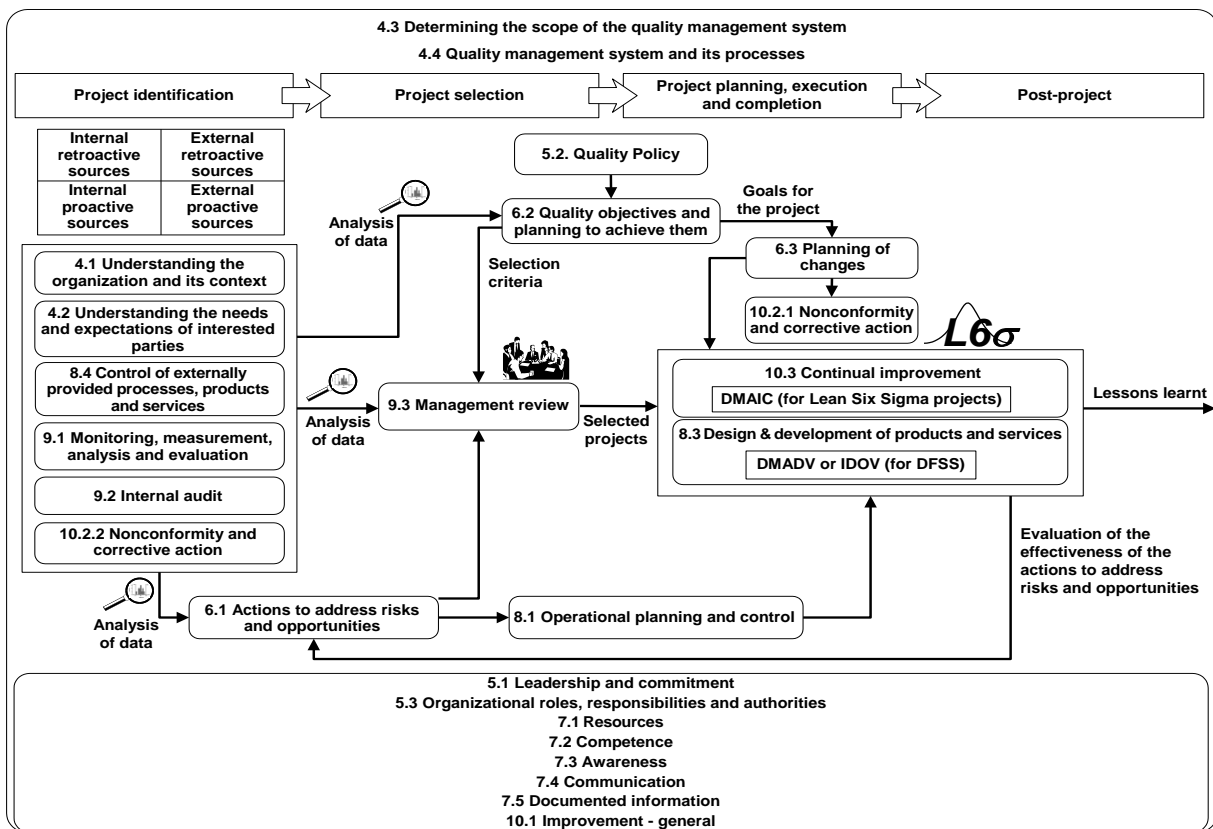 4.3 Determining the scope of the quality management system
4.4 Quality management system and its processes
Project identification
Project selection
Project planning, execution
and completion
Post-project
Internal
retroactive
sources
External
retroactive
sources
Internal
proactive
sources
External
proactive
sources
5.2. Quality Policy
Analysis
of data
6.2 Quality objectives and
planning to achieve them
Goals for
the project
4.1 Understanding the
organization and its context
Selection
criteria
6.3 Planning of
changes
4.2 Understanding the needs
and expectations of interested
parties
10.2.1 Nonconformity
and corrective action
L6σ
8.4 Control of externally
provided processes, products
and services
Analysis
of data
9.3 Management review
Selected
projects
10.3 Continual improvement
DMAIC (for Lean Six Sigma projects)
8.3 Design & development of products and services
DMADV or IDOV (for DFSS)
Lessons learnt
9.1 Monitoring, measurement,
analysis and evaluation
9.2 Internal audit
10.2.2 Nonconformity and
corrective action
Evaluation of the
effectiveness of the
actions to address
risks and opportunities
Analysis
of data
6.1 Actions to address risks
and opportunities
8.1 Operational planning and control
5.1 Leadership and commitment
5.3 Organizational roles, responsibilities and authorities
7.1 Resources
7.2 Competence
7.3 Awareness
7.4 Communication
7.5 Documented information
10.1 Improvement - general